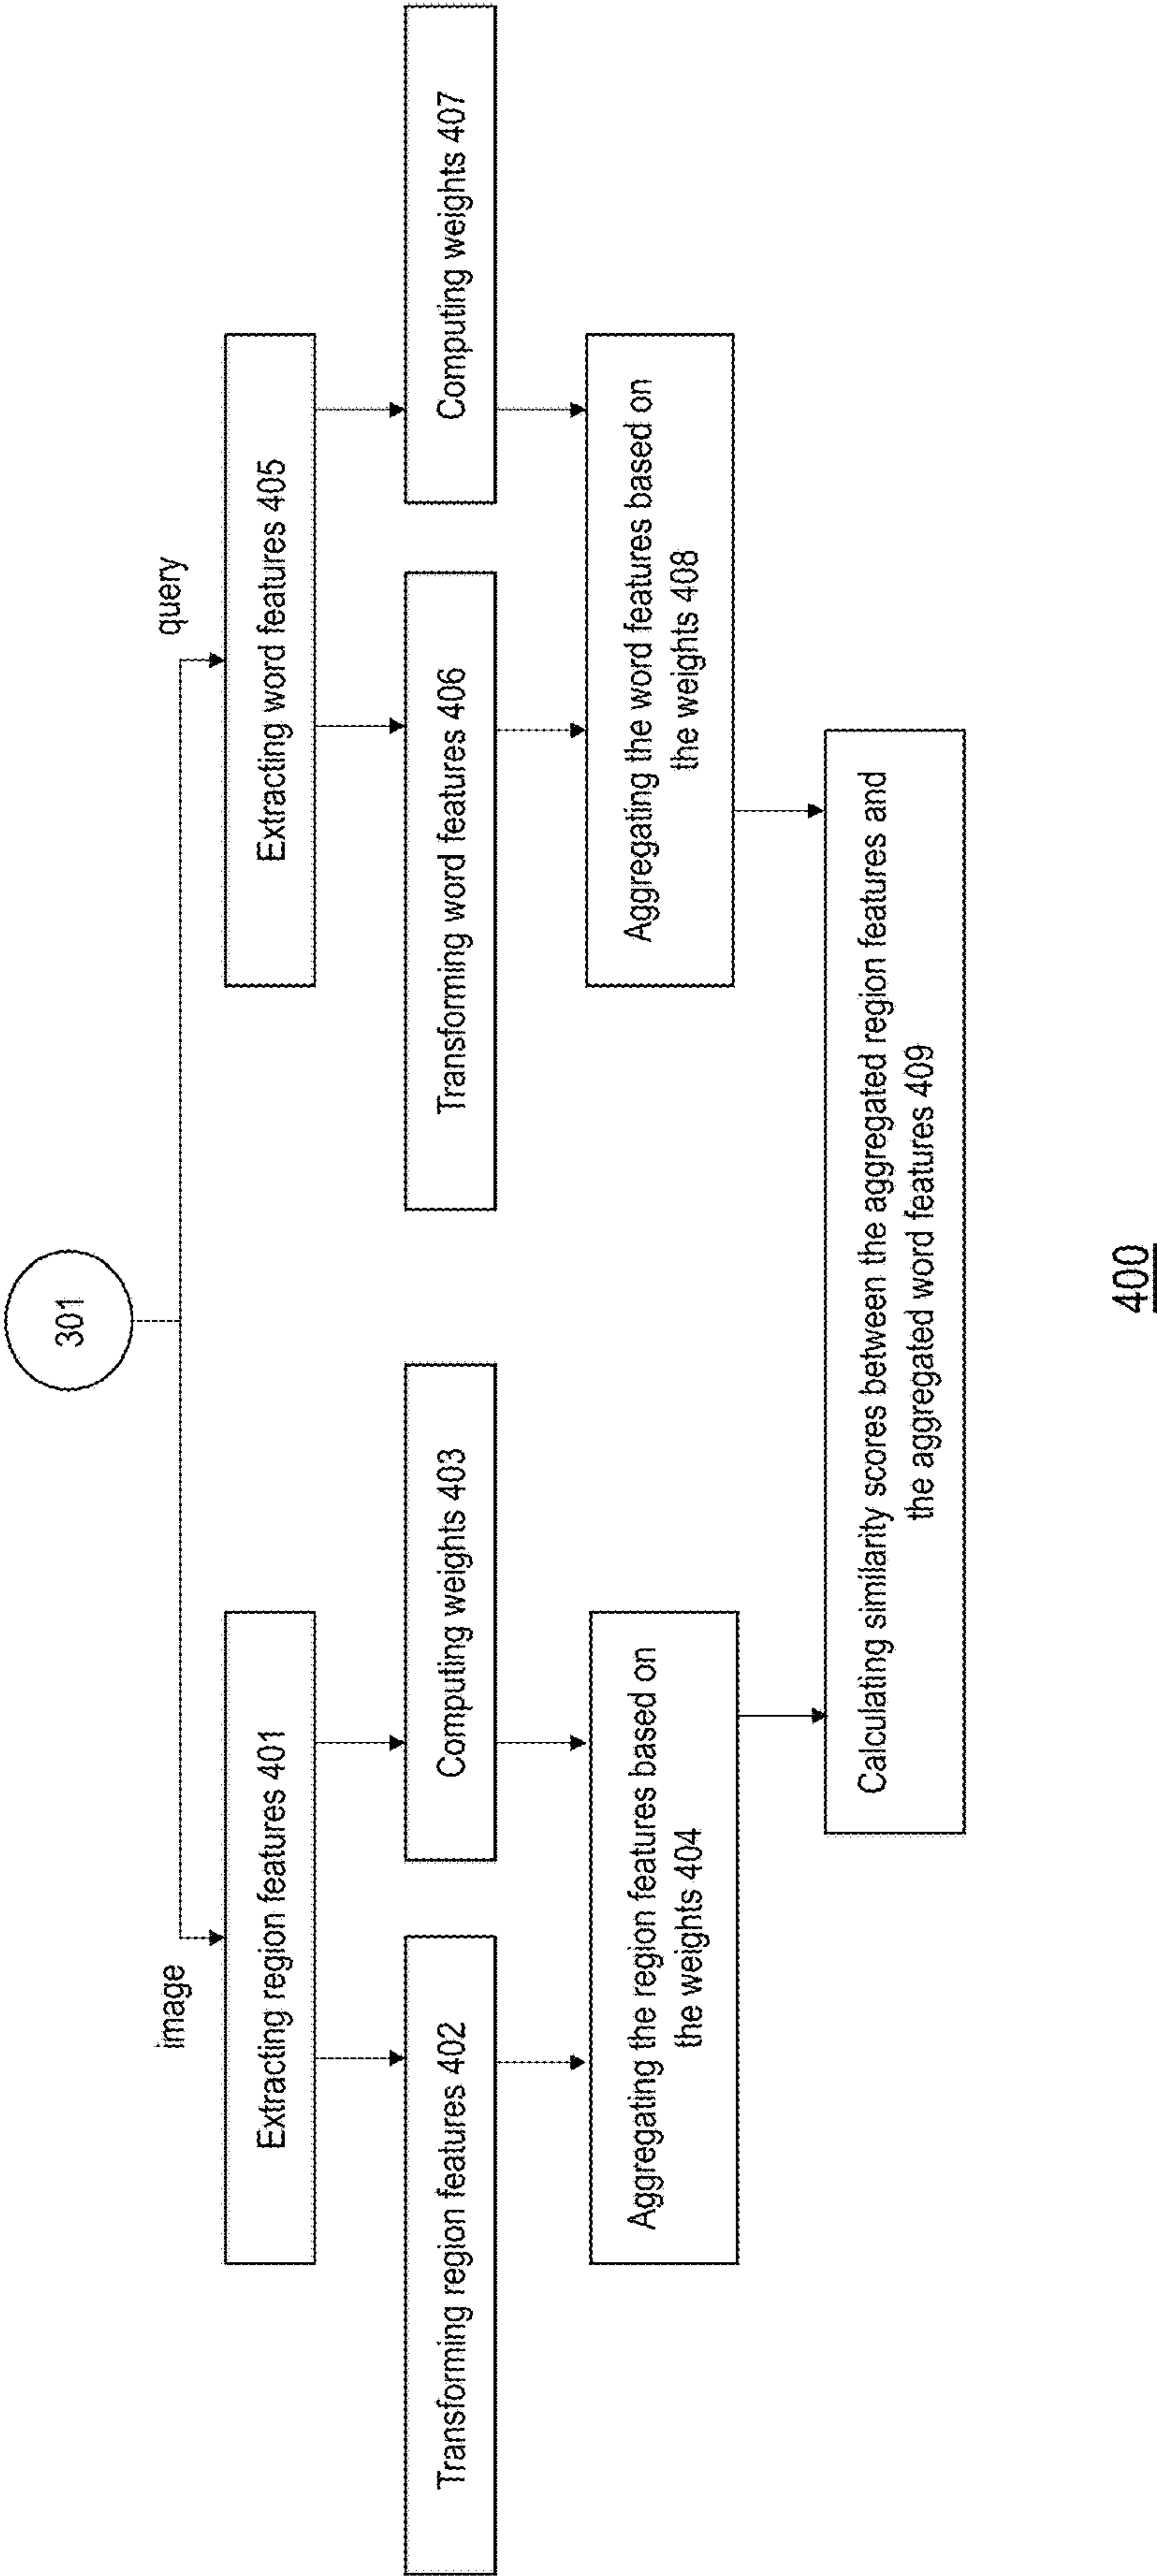 301
image
query
Extracting region features 401
Extracting word features 405
Transforming region features 402
Computing weights 403
Transforming word features 406
Computing weights 407
Aggregating the region features based on
the weights 404
Aggregating the word features based on
the weights 408
Calculating similarity scores between the aggregated region features and
the aggregated word features 409
400